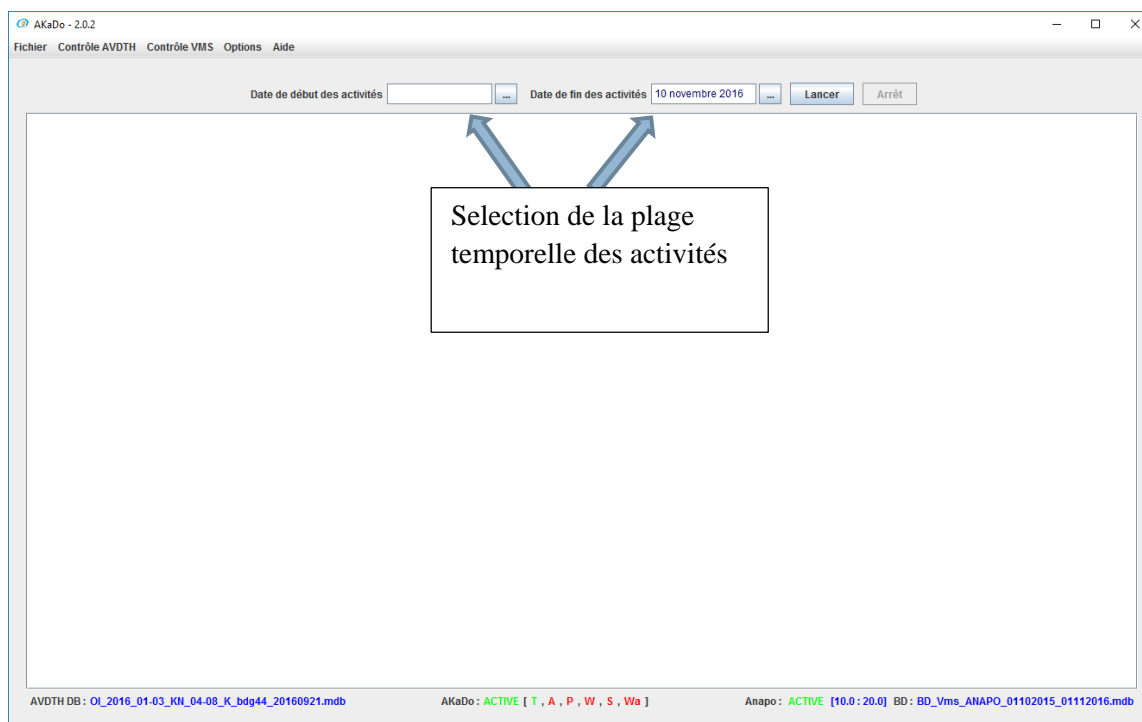 AKaDo - 2.0.2
Fichier Contrôle AVDTH Contrôle VMS Options Aide
Date de début des activités ... Date de fin des activités 10 novembre 2016 ... Lancer Arrêt
Selection de la plage
temporelle des activités
AVDTH DB : OI_2016_01-03_KN_04-08_K_bdg44_20160921.mdb AKaDo : ACTIVE [ T , A , P , W , S , Wa ] Anapo : ACTIVE [10.0 : 20.0] BD : BD_Vms_ANAPO_01102015_01112016.mdb